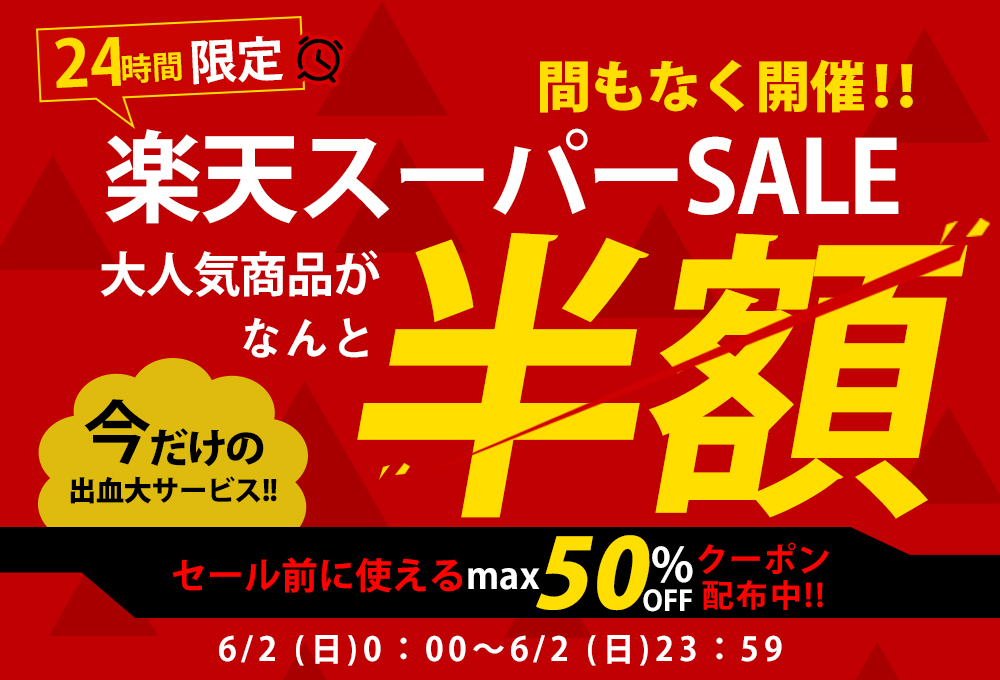 24時間限定
間もなく開催!!
楽天スーパーSALE
大人気商品が
なんと
半額
今だけの
出血大サービス!!
セール前に使えるmax50%OFFクーポン配布中!!
6/2 (日)0：00〜6/2 (日)23：59